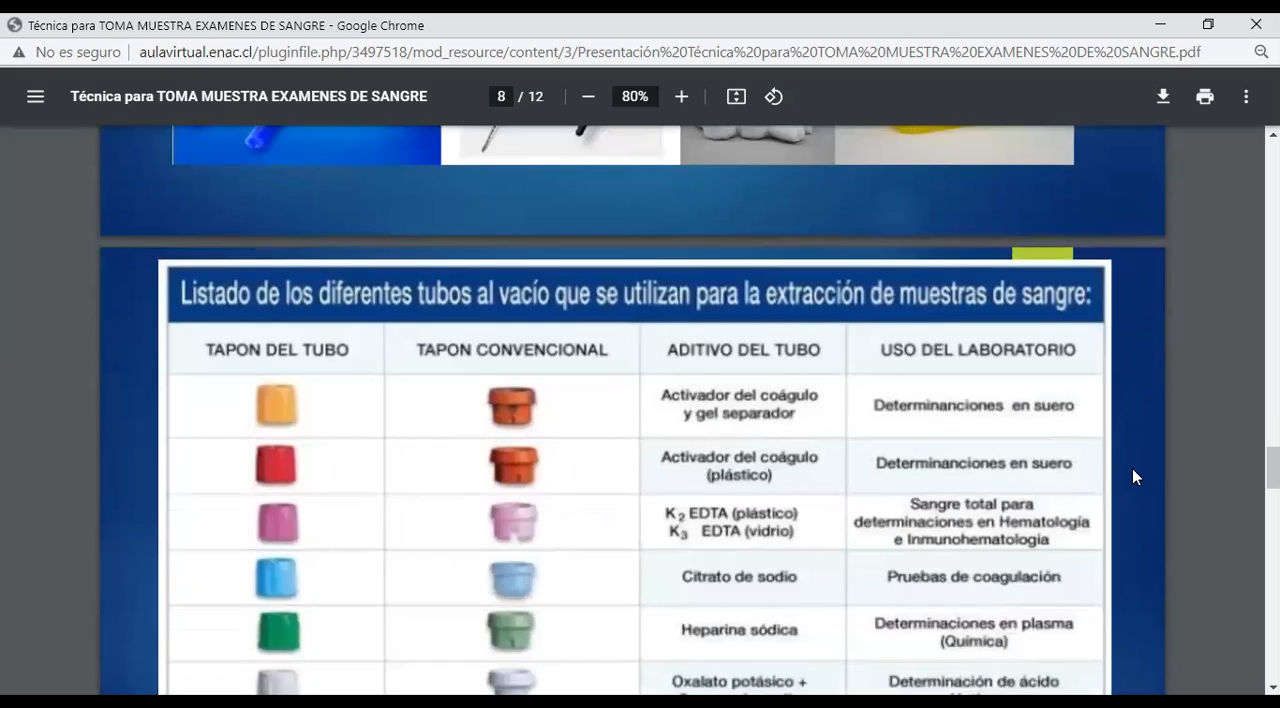 Técnica para TOMA MUESTRA EXAMENES DE SANGRE - Google Chrome
No es seguro | aulavirtual.enac.cl/pluginfile.php/3497518/mod_resource/content/3/Presentación%20Técnica%20para%20TOMA%20MUESTRA%20EXAMENES%20DE%20SANGRE.pdf
Técnica para TOMA MUESTRA EXAMENES DE SANGRE 8 / 12 80%
Listado de los diferentes tubos al vacío que se utilizan para la extracción de muestras de sangre:
TAPON DEL TUBO TAPON CONVENCIONAL ADITIVO DEL TUBO USO DEL LABORATORIO
Activador del coágulo
y gel separador
Determinanciones en suero
Activador del coágulo
(plástico)
Determinanciones en suero
K2 EDTA (plástico)
K3 EDTA (vidrio)
Sangre total para
determinaciones en Hematología
e Inmunohematologia
Citrato de sodio
Pruebas de coagulación
Heparina sódica
Determinaciones en plasma
(Química)
Oxalato potásico +
Determinación de ácido